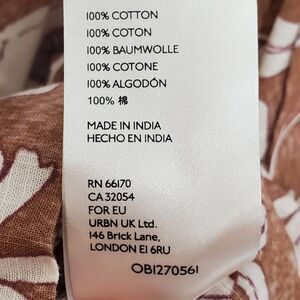 100% COTTON
100% COTON
100% BAUMWOLLE
100% COTONE
100% ALGODÓN
100% 棉
MADE IN INDIA
HECHO EN INDIA
RN 66170
CA 32054
FOR EU
URBN UK Ltd.
146 Brick Lane,
LONDON E1 6RU
OB1270561